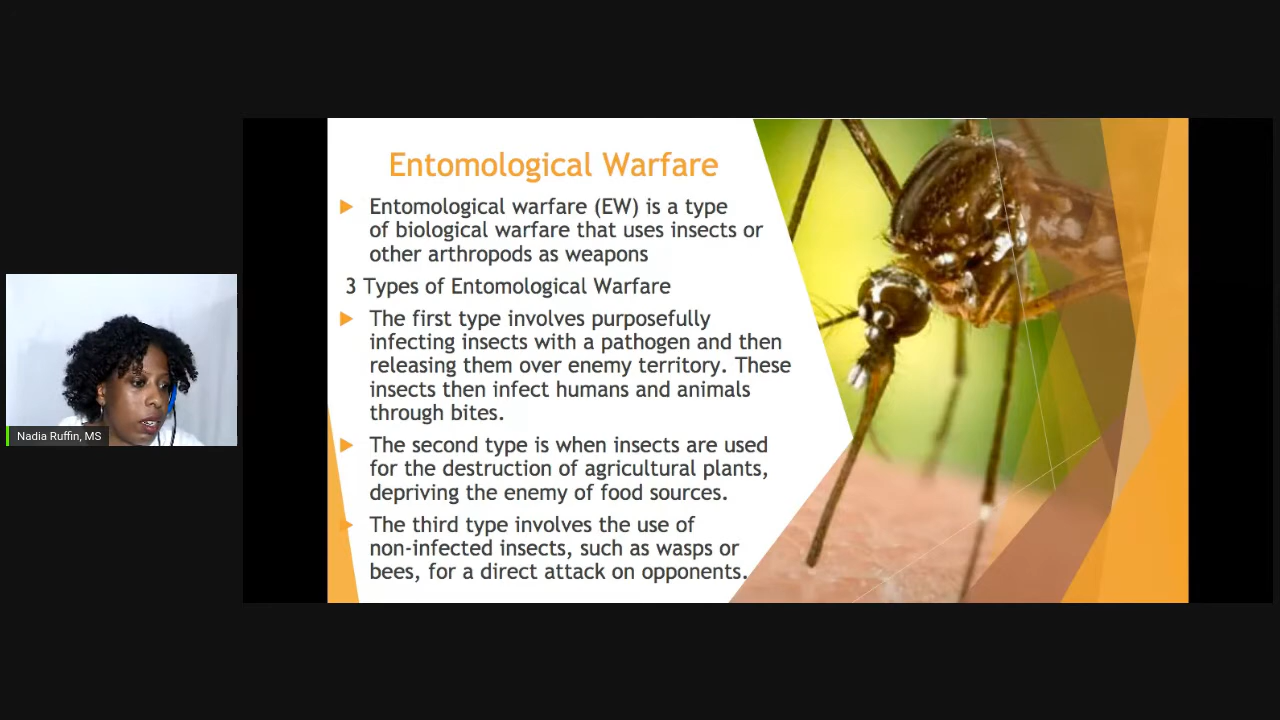 Entomological Warfare
Entomological warfare (EW) is a type
of biological warfare that uses insects or
other arthropods as weapons
3 Types of Entomological Warfare
The first type involves purposefully
infecting insects with a pathogen and then
releasing them over enemy territory. These
insects then infect humans and animals
through bites.
The second type is when insects are used
for the destruction of agricultural plants,
depriving the enemy of food sources.
The third type involves the use of
non-infected insects, such as wasps or
bees, for a direct attack on opponents.
Nadia Ruffin, MS